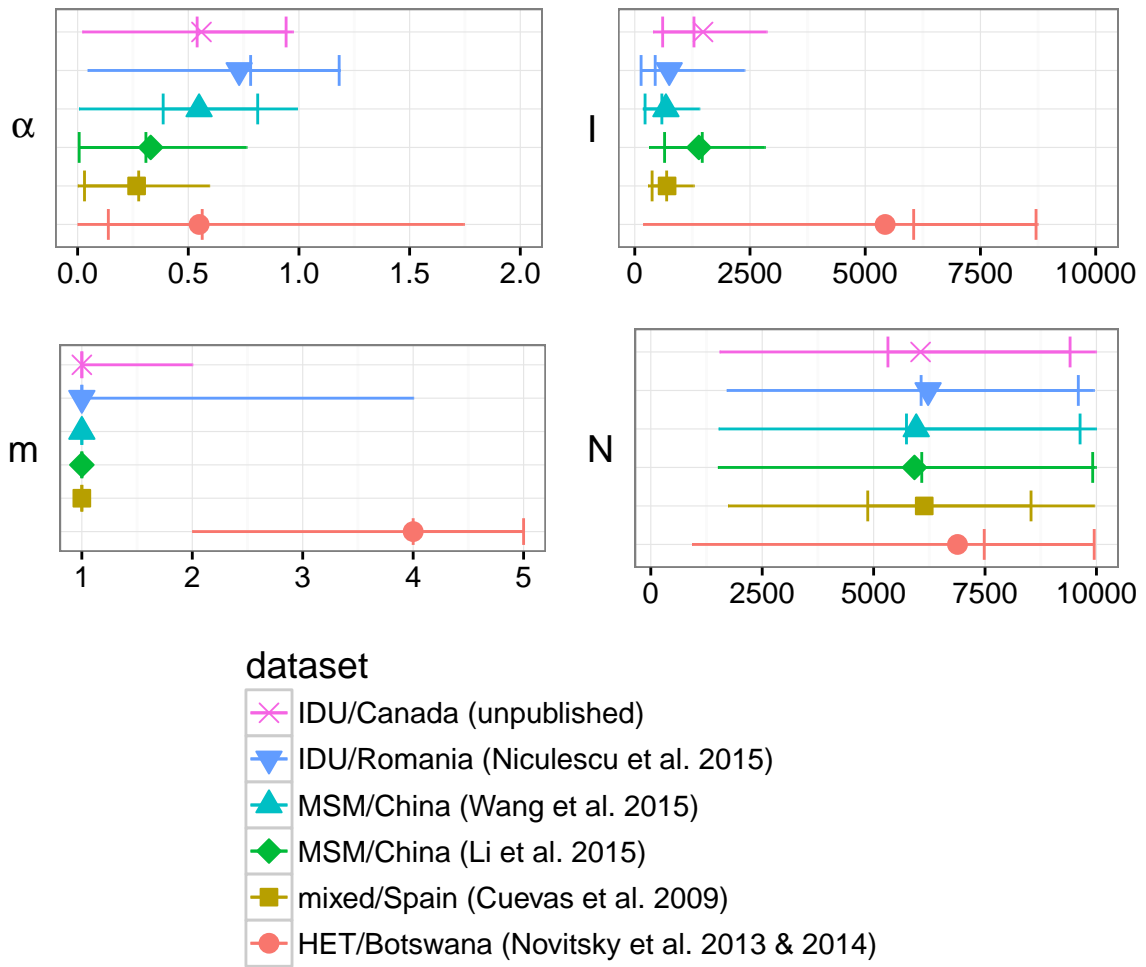 α
0.0 0.5 1.0 1.5 2.0
I
0 2500 5000 7500 10000
m
1 2 3 4 5
N
0 2500 5000 7500 10000
dataset
IDU/Canada (unpublished)
IDU/Romania (Niculescu et al. 2015)
MSM/China (Wang et al. 2015)
MSM/China (Li et al. 2015)
mixed/Spain (Cuevas et al. 2009)
HET/Botswana (Novitsky et al. 2013 & 2014)